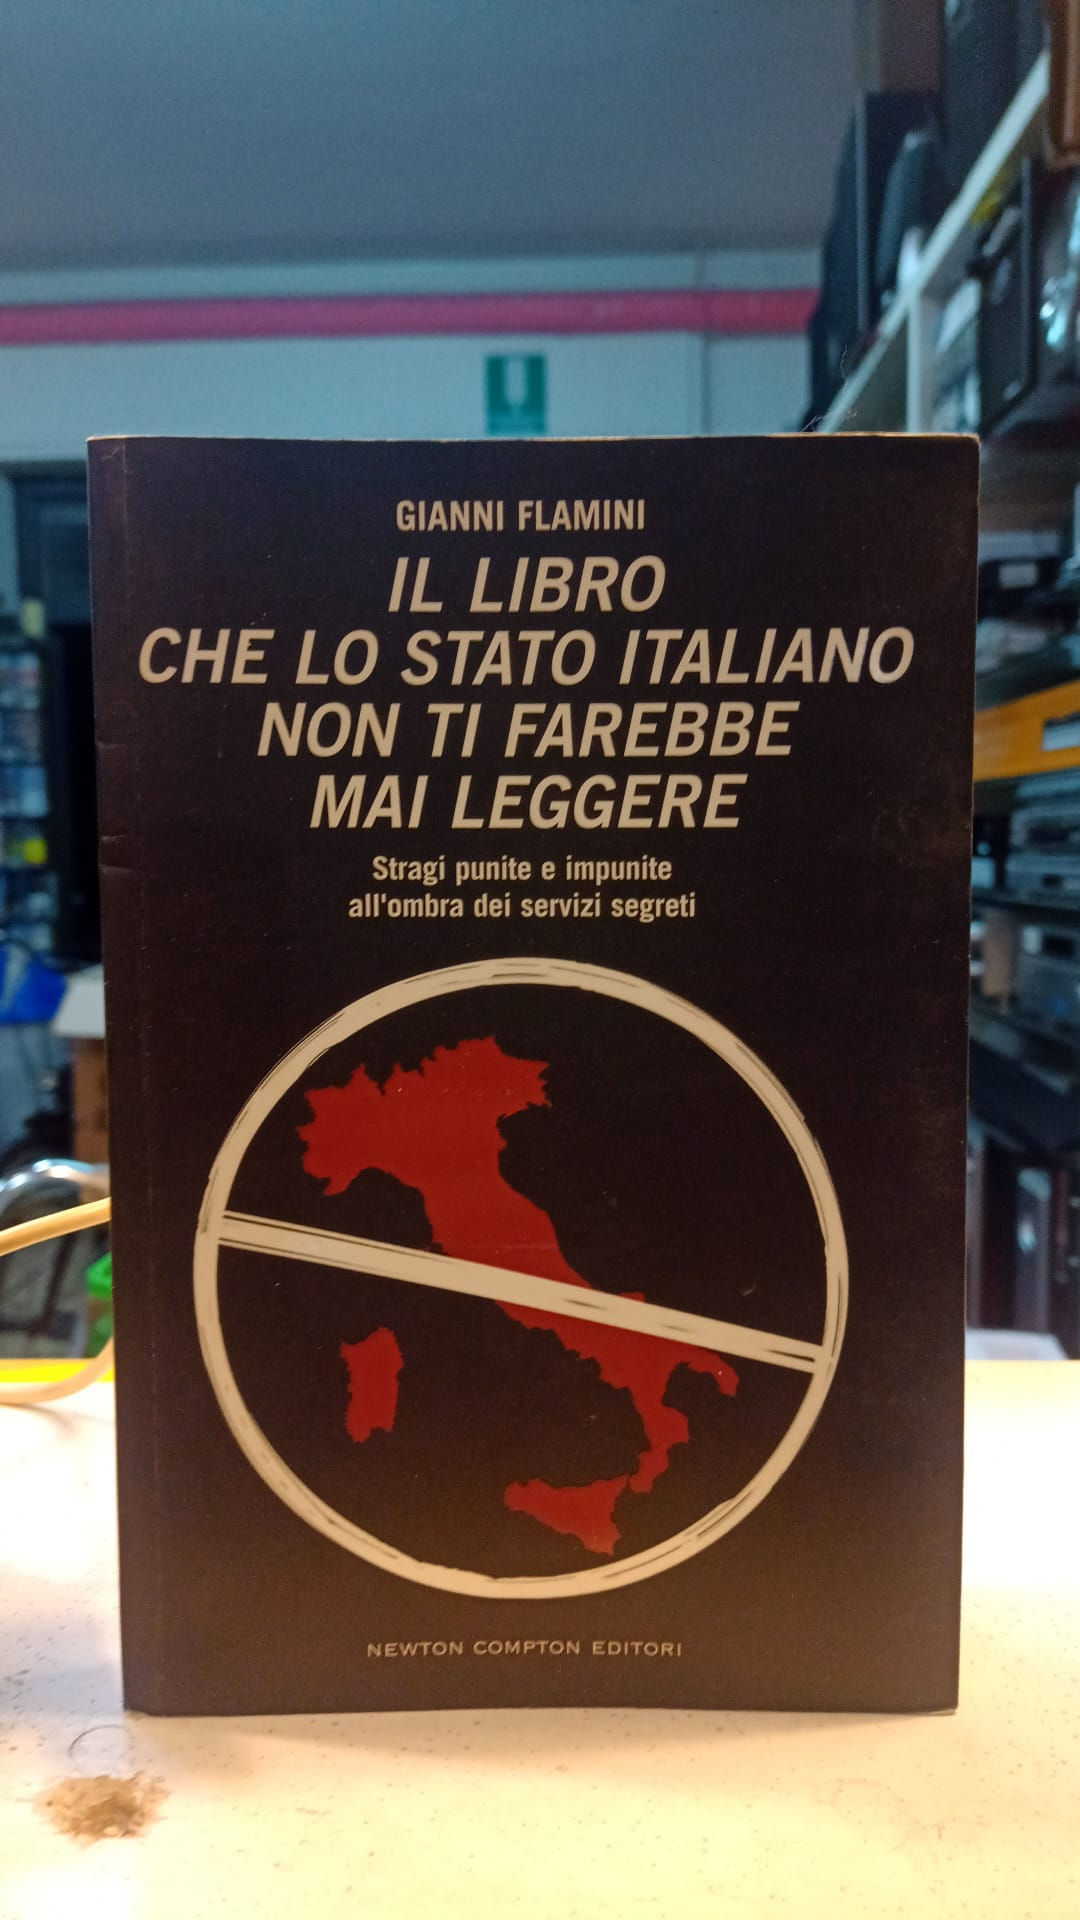 GIANNI FLAMINI
IL LIBRO
CHE LO STATO ITALIANO
NON TI FAREBBE
MAI LEGGERE
Stragi punite e impunite
all'ombra dei servizi segreti
NEWTON COMPTON EDITORI